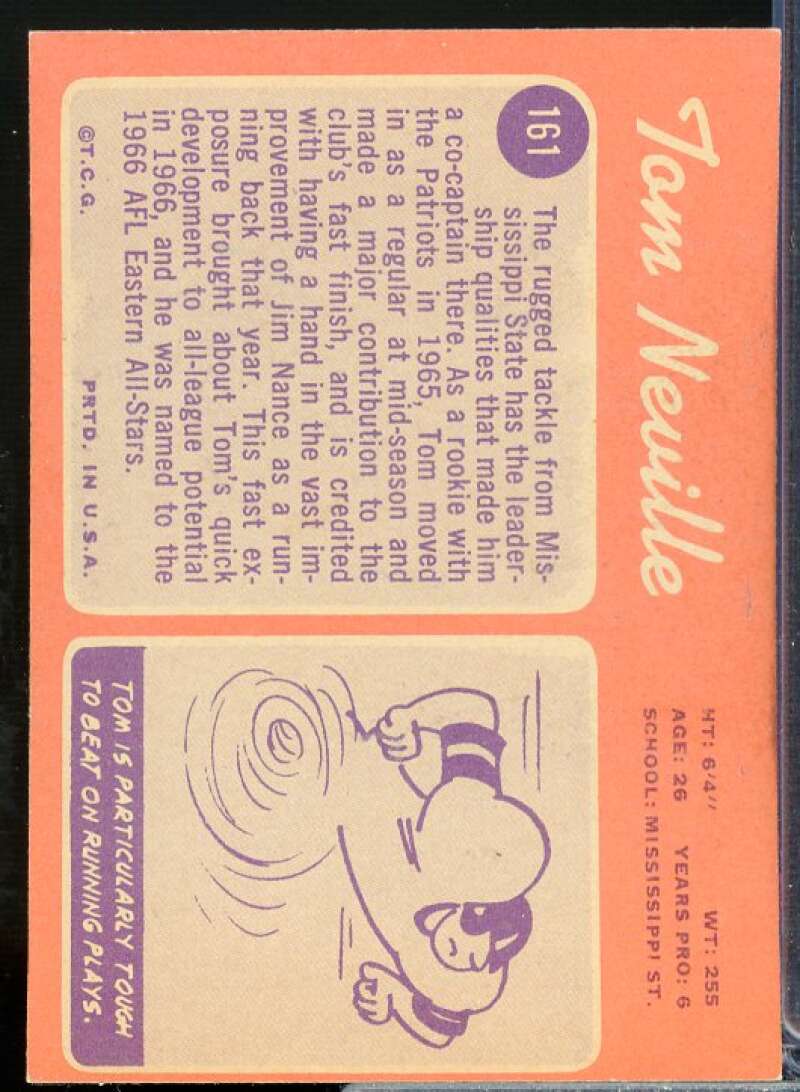 Tom Neville
HT: 6'4" WT: 255
AGE: 26 YEARS PRO: 6
SCHOOL: MISSISSIPPI ST.
161
The rugged tackle from Mis-
sissippi State has the leader-
ship qualities that made him
a co-captain there. As a rookie with
the Patriots in 1965, Tom moved
in as a regular at mid-season and
made a major contribution to the
club's fast finish, and is credited
with having a hand in the vast im-
provement of Jim Nance as a run-
ning back that year. This fast ex-
posure brought about Tom's quick
development to all-league potential
in 1966, and he was named to the
1966 AFL Eastern All-Stars.
©T.C.G. PRTD. IN U.S.A.
TOM IS PARTICULARLY TOUGH
TO BEAT ON RUNNING PLAYS.